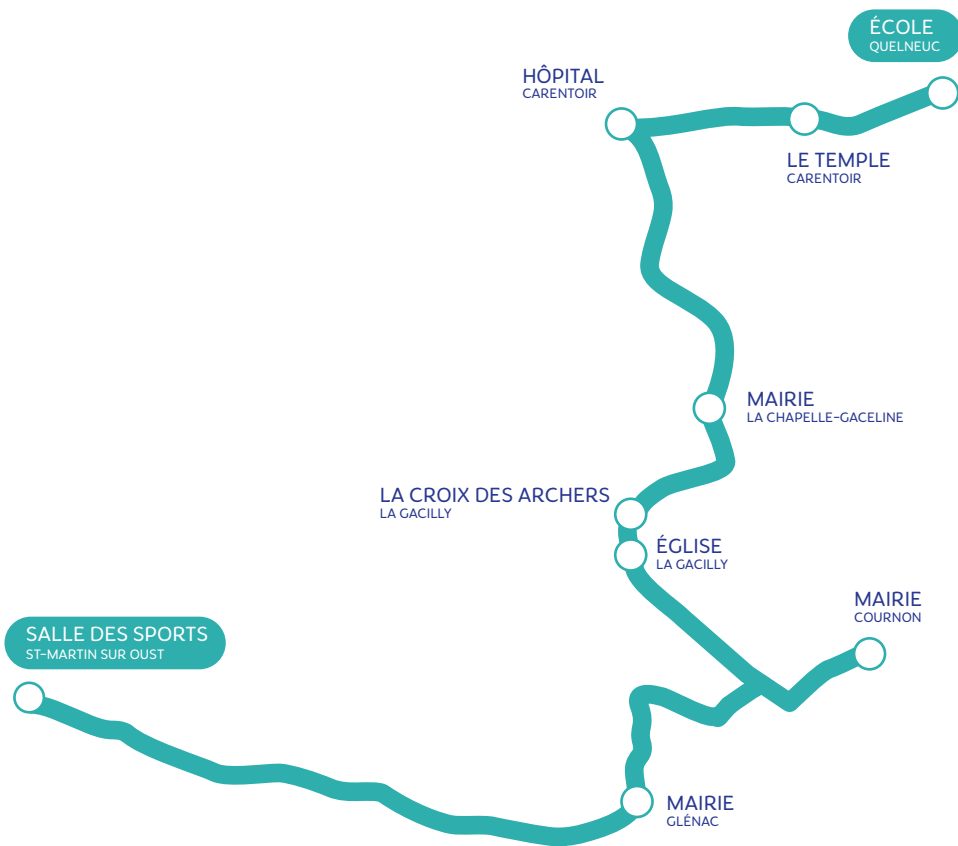 ÉCOLE
QUELNEUC
HÔPITAL
CARENTOIR
LE TEMPLE
CARENTOIR
MAIRIE
LA CHAPELLE-GACELINE
LA CROIX DES ARCHERS
LA GACILLY
ÉGLISE
LA GACILLY
MAIRIE
COURNON
SALLE DES SPORTS
ST-MARTIN SUR OUST
MAIRIE
GLÉNAC